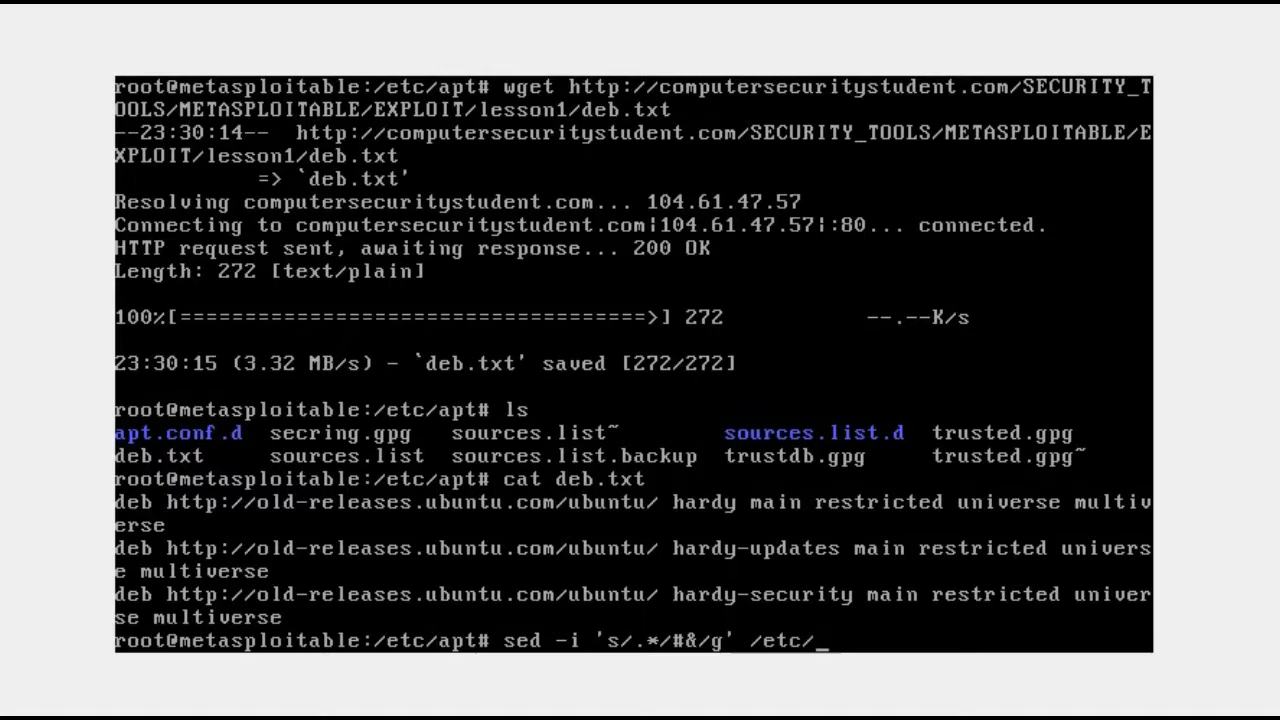 root@metasploitable:/etc/apt# wget http://computersecuritystudent.com/SECURITY_T
OOLS/METASPLOITABLE/EXPLOIT/lesson1/deb.txt
--23:30:14--  http://computersecuritystudent.com/SECURITY_TOOLS/METASPLOITABLE/E
XPLOIT/lesson1/deb.txt
           => `deb.txt'
Resolving computersecuritystudent.com... 104.61.47.57
Connecting to computersecuritystudent.com|104.61.47.57|:80... connected.
HTTP request sent, awaiting response... 200 OK
Length: 272 [text/plain]
100%[====================================>] 272           --.--K/s
23:30:15 (3.32 MB/s) - `deb.txt' saved [272/272]
root@metasploitable:/etc/apt# ls
apt.conf.d  secring.gpg   sources.list~        sources.list.d  trusted.gpg
deb.txt     sources.list  sources.list.backup  trustdb.gpg     trusted.gpg~
root@metasploitable:/etc/apt# cat deb.txt
deb http://old-releases.ubuntu.com/ubuntu/ hardy main restricted universe multiv
erse
deb http://old-releases.ubuntu.com/ubuntu/ hardy-updates main restricted univers
e multiverse
deb http://old-releases.ubuntu.com/ubuntu/ hardy-security main restricted univer
se multiverse
root@metasploitable:/etc/apt# sed -i 's/.*/#&/g' /etc/_